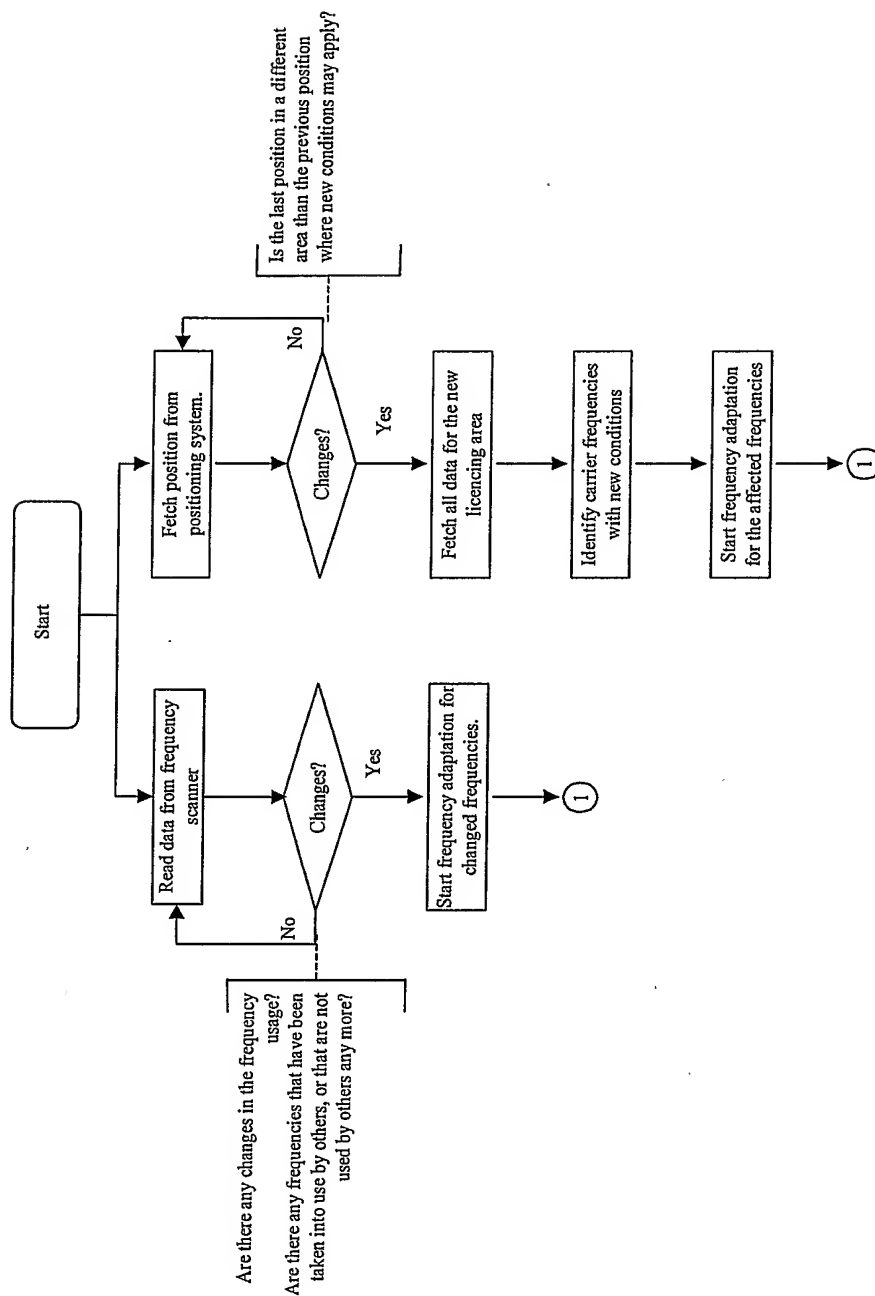 Start
Read data from frequency
scanner
Changes?
No
Yes
Are there any changes in the frequency
usage?
Are there any frequencies that have been
taken into use by others, or that are not
used by others any more?
Start frequency adaptation for
changed frequencies.
1
Fetch position from
positioning system.
Changes?
No
Yes
Is the last position in a different
area than the previous position
where new conditions may apply?
Fetch all data for the new
licencing area
Identify carrier frequencies
with new conditions
Start frequency adaptation
for the affected frequencies
1